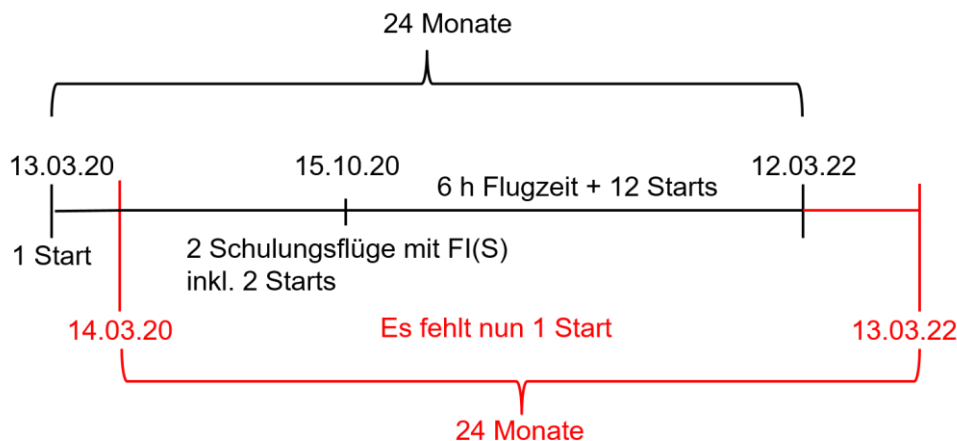 24 Monate
13.03.20
15.10.20
12.03.22
6 h Flugzeit + 12 Starts
1 Start
2 Schulungsflüge mit FI(S)
inkl. 2 Starts
14.03.20
Es fehlt nun 1 Start
13.03.22
24 Monate